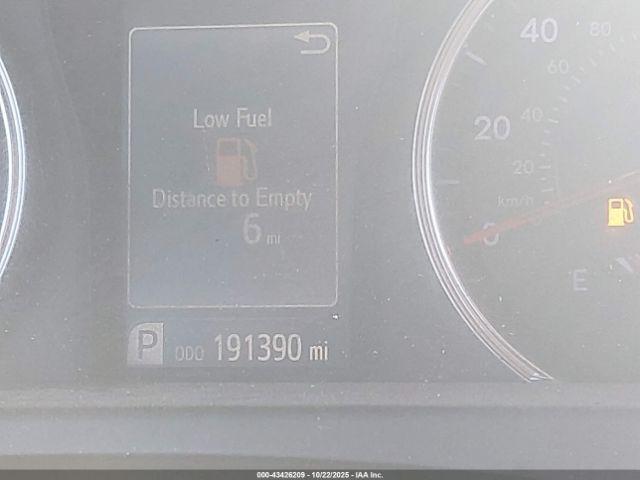 Low Fuel
Distance to Empty
6 mi
P ODO 191390 mi
40 80
60
20 40
20
km/h
0
E
000-43426209 - 10/22/2025 - IAA Inc.